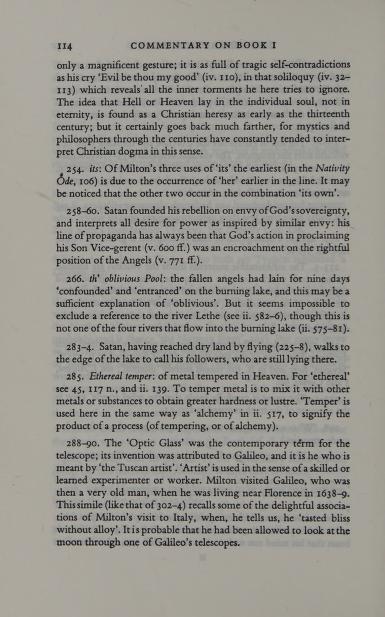 114 COMMENTARY ON BOOK I
only a magnificent gesture; it is as full of tragic self-contradictions
as his cry 'Evil be thou my good' (iv. 110), in that soliloquy (iv. 32–
113) which reveals all the inner torments he here tries to ignore.
The idea that Hell or Heaven lay in the individual soul, not in
eternity, is found as a Christian heresy as early as the thirteenth
century; but it certainly goes back much farther, for mystics and
philosophers through the centuries have constantly tended to inter-
pret Christian dogma in this sense.
254. its: Of Milton's three uses of 'its' the earliest (in the Nativity
Ode, 106) is due to the occurrence of 'her' earlier in the line. It may
be noticed that the other two occur in the combination 'its own'.
258–60. Satan founded his rebellion on envy of God's sovereignty,
and interprets all desire for power as inspired by similar envy: his
line of propaganda has always been that God's action in proclaiming
his Son Vice-gerent (v. 600 ff.) was an encroachment on the rightful
position of the Angels (v. 771 ff.).
266. th' oblivious Pool: the fallen angels had lain for nine days
'confounded' and 'entranced' on the burning lake, and this may be a
sufficient explanation of 'oblivious'. But it seems impossible to
exclude a reference to the river Lethe (see ii. 582–6), though this is
not one of the four rivers that flow into the burning lake (ii. 575–81).
283–4. Satan, having reached dry land by flying (225–8), walks to
the edge of the lake to call his followers, who are still lying there.
285. Ethereal temper: of metal tempered in Heaven. For 'ethereal'
see 45, 117 n., and ii. 139. To temper metal is to mix it with other
metals or substances to obtain greater hardness or lustre. 'Temper' is
used here in the same way as 'alchemy' in ii. 517, to signify the
product of a process (of tempering, or of alchemy).
288–90. The 'Optic Glass' was the contemporary term for the
telescope; its invention was attributed to Galileo, and it is he who is
meant by 'the Tuscan artist'. 'Artist' is used in the sense of a skilled or
learned experimenter or worker. Milton visited Galileo, who was
then a very old man, when he was living near Florence in 1638–9.
This simile (like that of 302–4) recalls some of the delightful associa-
tions of Milton's visit to Italy, when, he tells us, he 'tasted bliss
without alloy'. It is probable that he had been allowed to look at the
moon through one of Galileo's telescopes.